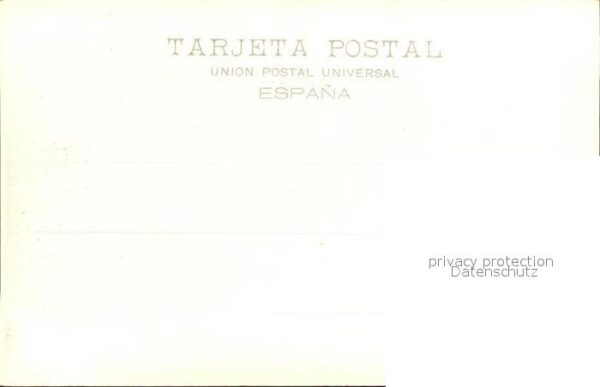 TARJETA POSTAL
UNION POSTAL UNIVERSAL
ESPAÑA
privacy protection
Datenschutz